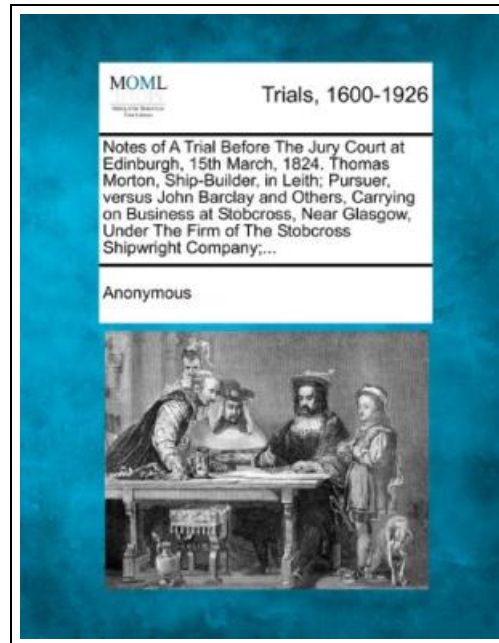 MOML
Trials, 1600-1926
Notes of A Trial Before The Jury Court at
Edinburgh, 15th March, 1824. Thomas
Morton, Ship-Builder, in Leith; Pursuer,
versus John Barclay and Others, Carrying
on Business at Stobcross, Near Glasgow,
Under The Firm of The Stobcross
Shipwright Company;...
Anonymous